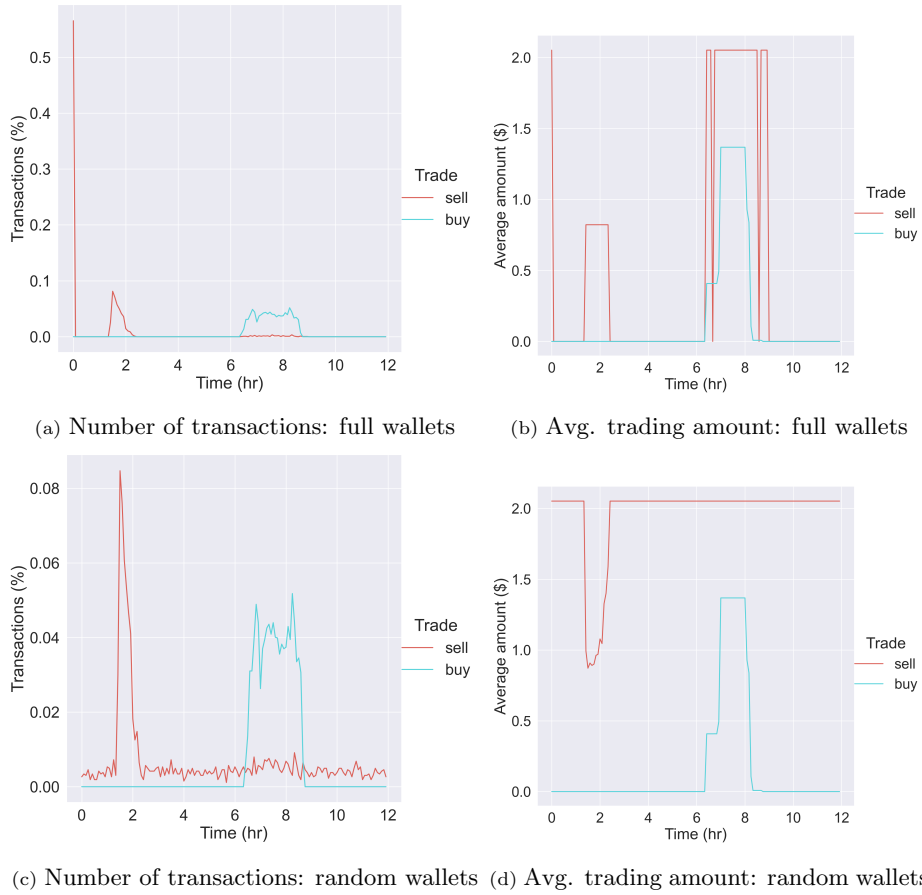 0.5
0.4
0.3
0.2
0.1
0.0
Transactions (%)
0 2 4 6 8 10 12
Time (hr)
Trade
sell
buy
(a) Number of transactions: full wallets
2.0
1.5
1.0
0.5
0.0
Average amonunt ($)
0 2 4 6 8 10 12
Time (hr)
Trade
sell
buy
(b) Avg. trading amount: full wallets
0.08
0.06
0.04
0.02
0.00
Transactions (%)
0 2 4 6 8 10 12
Time (hr)
Trade
sell
buy
(c) Number of transactions: random wallets
2.0
1.5
1.0
0.5
0.0
Average amount ($)
0 2 4 6 8 10 12
Time (hr)
Trade
sell
buy
(d) Avg. trading amount: random wallet